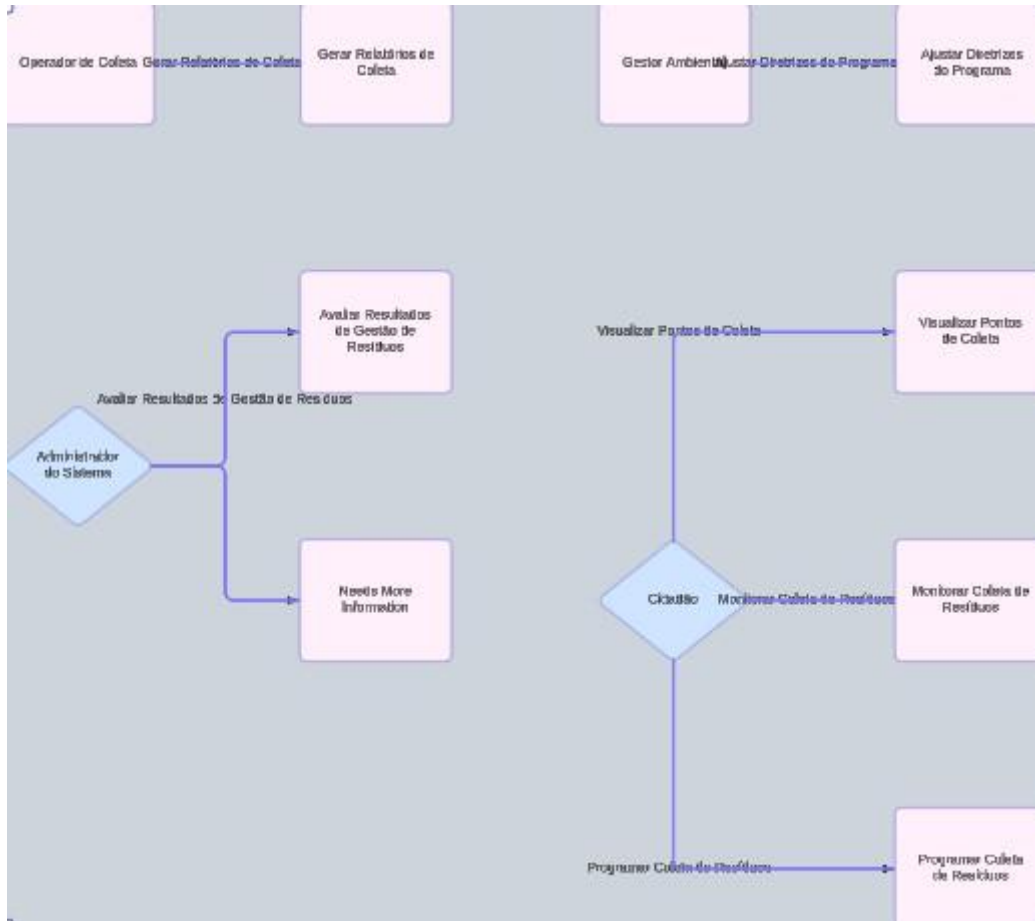 Operador de Coleta
Gerar Relatórios de Coleta
Gerar Relatórios de
Coleta
Gestor Ambiental
Ajustar Diretrizes do Programa
Ajustar Diretrizes
do Programa
Avaliar Resultados
de Gestão de
Resíduos
Avaliar Resultados de Gestão de Resíduos
Administrador
do Sistema
Needs More
Information
Visualizar Pontos de Coleta
Visualizar Pontos
de Coleta
Cidadão
Monitorar Coleta de Resíduos
Monitorar Coleta de
Resíduos
Programar Coleta de Resíduos
Programar Coleta
de Resíduos